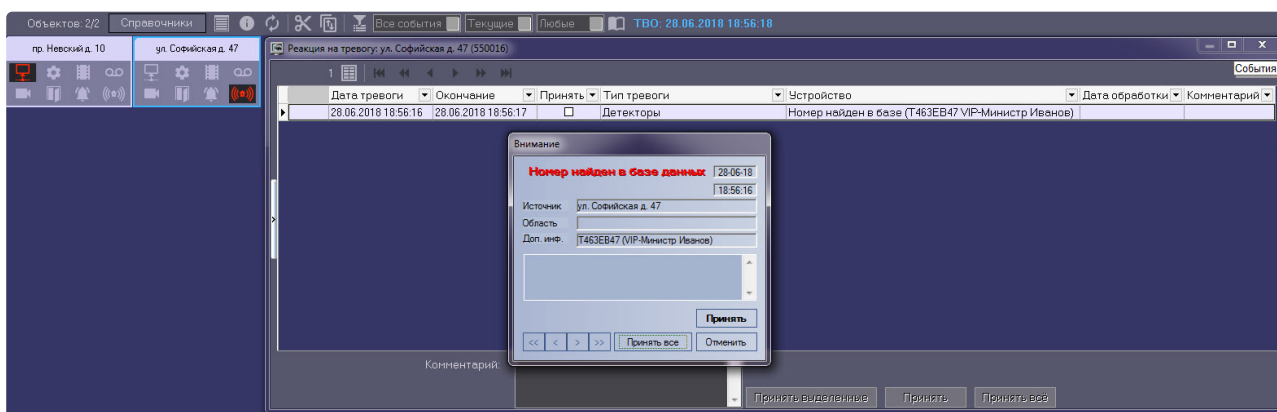 Объектов: 2/2 Справочники Все события Текущие Любые ТВО: 28.06.2018 18:56:18
пр. Невский д. 10 ул. Софийская д. 47
Реакция на тревогу: ул. Софийская д. 47 (550016)
1
События
Дата тревоги Окончание Принять Тип тревоги Устройство Дата обработки Комментарий
28.06.2018 18:56:16 28.06.2018 18:56:17 Детекторы Номер найден в базе (Т463ЕВ47 VIP-Министр Иванов)
Внимание
Номер найден в базе данных 28-06-18
18:56:16
Источник ул. Софийская д. 47
Область
Доп. инф. Т463ЕВ47 (VIP-Министр Иванов)
Принять
<< < > >> Принять все Отменить
Комментарий:
Принять выделенные Принять Принять всё